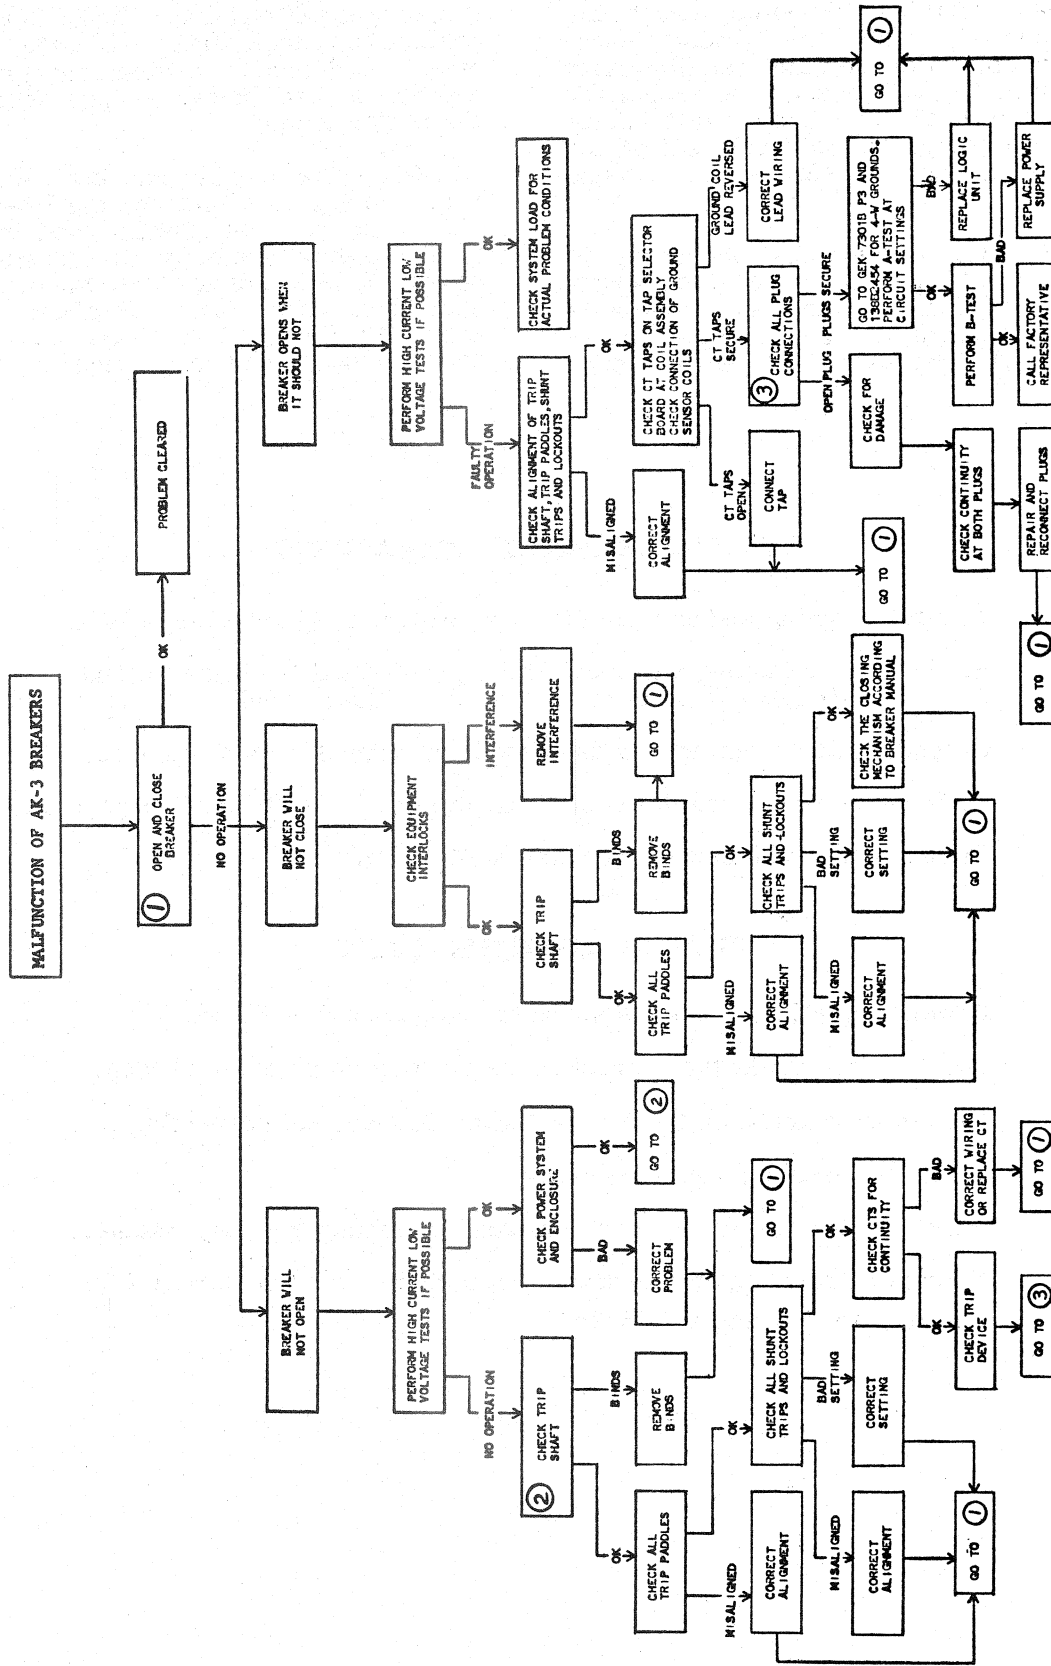 MALFUNCTION OF AK-3 BREAKERS
1
OPEN AND CLOSE
BREAKER
OK
PROBLEM CLEARED
NO OPERATION
BREAKER WILL
NOT OPEN
PERFORM HIGH CURRENT LOW
VOLTAGE TESTS IF POSSIBLE
NO OPERATION
OK
2
CHECK TRIP
SHAFT
CHECK POWER SYSTEM
AND ENCLOSURE
OK
BINDS
BAD
OK
CHECK ALL
TRIP PADDLES
REMOVE
BINDS
CORRECT
PROBLEM
GO TO 2
MISALIGNED
OK
CORRECT
ALIGNMENT
CHECK ALL SHUNT
TRIPS AND LOCKOUTS
GO TO 1
MISALIGNED
BAD
SETTING
OK
CORRECT
ALIGNMENT
CORRECT
SETTING
CHECK CTS FOR
CONTINUITY
OK
BAD
GO TO 1
CHECK TRIP
DEVICE
CORRECT WIRING
OR REPLACE CT
GO TO 3
GO TO 1
BREAKER WILL
NOT CLOSE
CHECK EQUIPMENT
INTERLOCKS
OK
INTERFERENCE
CHECK TRIP
SHAFT
REMOVE
INTERFERENCE
OK
BINDS
CHECK ALL
TRIP PADDLES
REMOVE
BINDS
GO TO 1
MISALIGNED
OK
CORRECT
ALIGNMENT
CHECK ALL SHUNT
TRIPS AND LOCKOUTS
MISALIGNED
BAD
SETTING
OK
CORRECT
ALIGNMENT
CORRECT
SETTING
CHECK THE CLOSING
MECHANISM ACCORDING
TO BREAKER MANUAL
GO TO 1
BREAKER OPENS WHEN
IT SHOULD NOT
PERFORM HIGH CURRENT LOW
VOLTAGE TESTS IF POSSIBLE
FAULTY
OPERATION
OK
CHECK ALIGNMENT OF TRIP
SHAFT, TRIP PADDLES, SHUNT
TRIPS AND LOCKOUTS
CHECK SYSTEM LOAD FOR
ACTUAL PROBLEM CONDITIONS
MISALIGNED
OK
CORRECT
ALIGNMENT
CHECK CT TAPS ON TAP SELECTOR
BOARD AT COIL ASSEMBLY
CHECK CONNECTION OF GROUND
SENSOR COILS
CT TAPS
OPEN
CT TAPS
SECURE
GROUND COIL
LEAD REVERSED
CONNECT
TAP
3
CHECK ALL PLUG
CONNECTIONS
CORRECT
LEAD WIRING
GO TO 1
OPEN PLUG
PLUGS SECURE
GO TO 1
CHECK FOR
DAMAGE
GO TO GEK-7301B P3 AND
138B2454 FOR 4-W GROUNDS.
PERFORM A-TEST AT
CIRCUIT SETTINGS
OK
BAD
CHECK CONTINUITY
AT BOTH PLUGS
PERFORM B-TEST
REPLACE LOGIC
UNIT
OK
BAD
GO TO 1
REPAIR AND
RECONNECT PLUGS
CALL FACTORY
REPRESENTATIVE
REPLACE POWER
SUPPLY